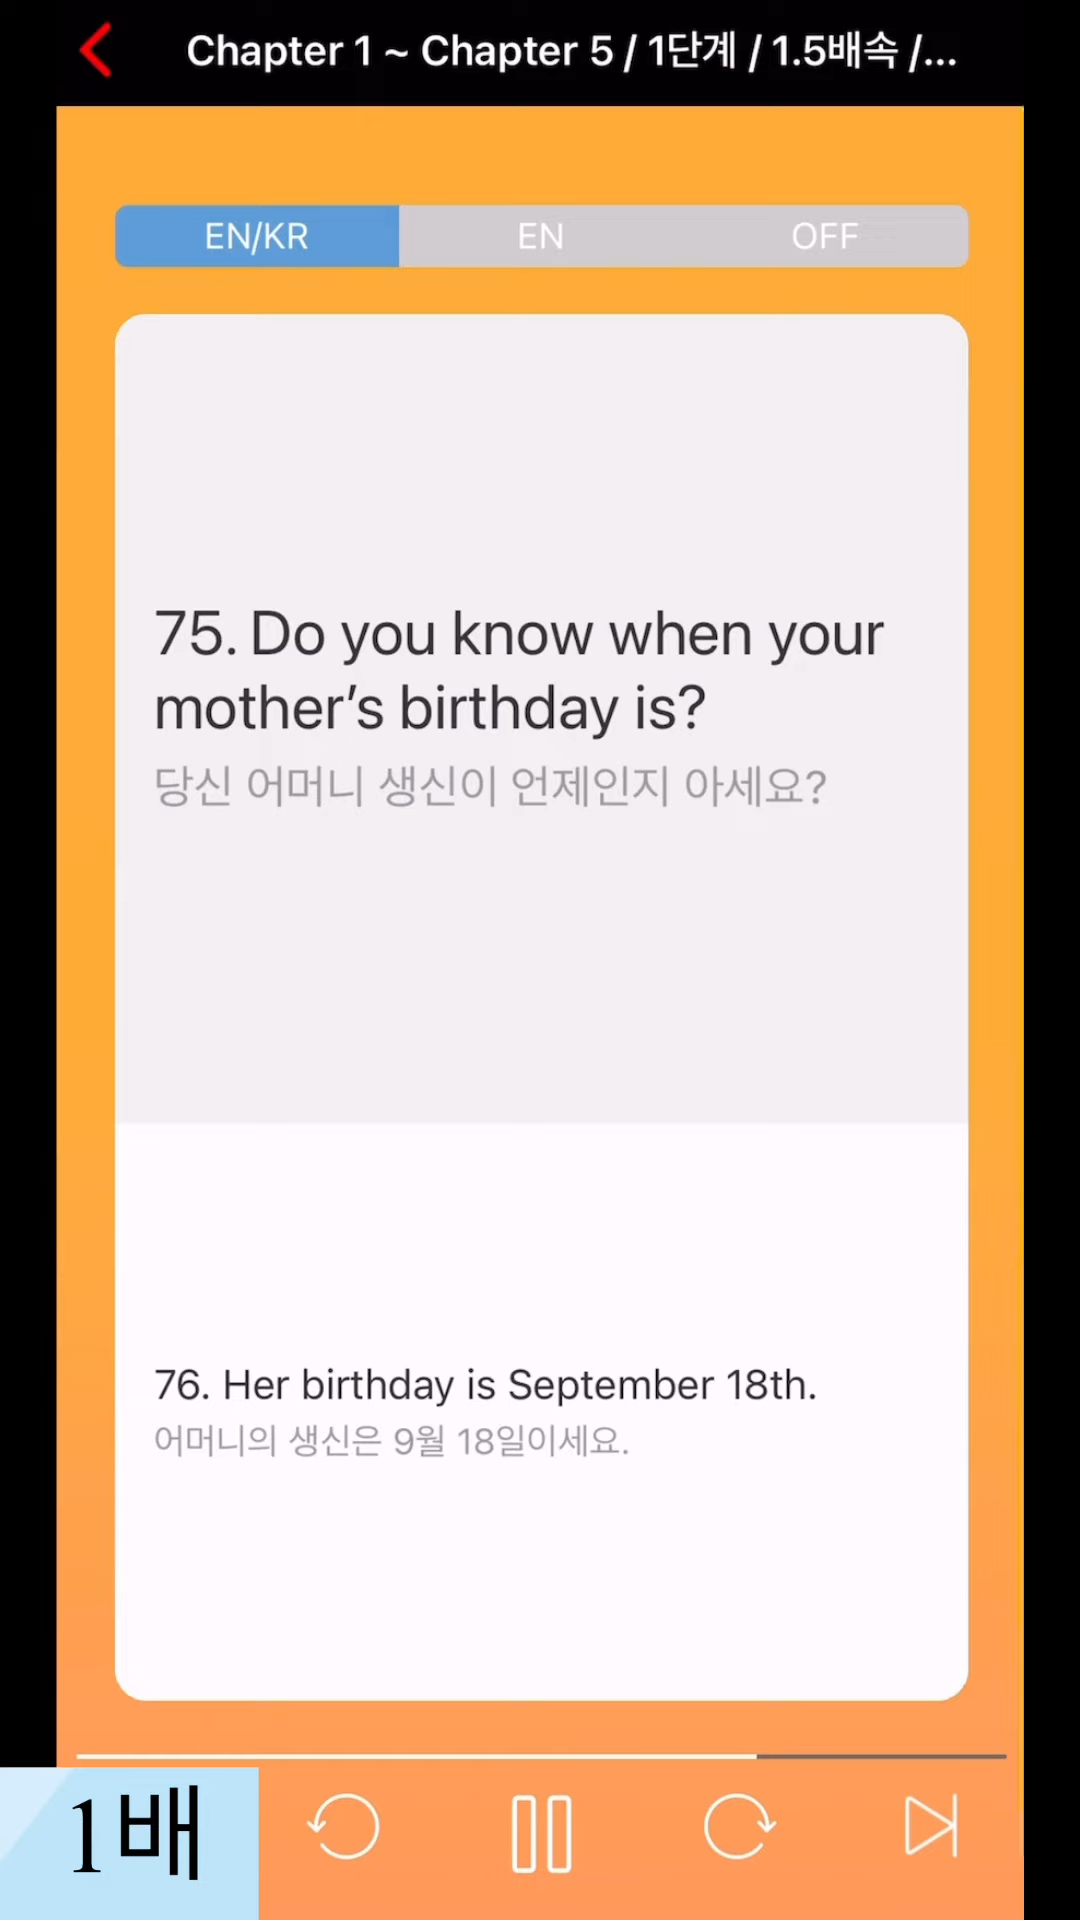 Chapter 1 ~ Chapter 5 / 1단계 / 1.5배속 /...
EN/KR
EN
OFF
75. Do you know when your
mother’s birthday is?
당신 어머니 생신이 언제인지 아세요?
76. Her birthday is September 18th.
어머니의 생신은 9월 18일이세요.
1배